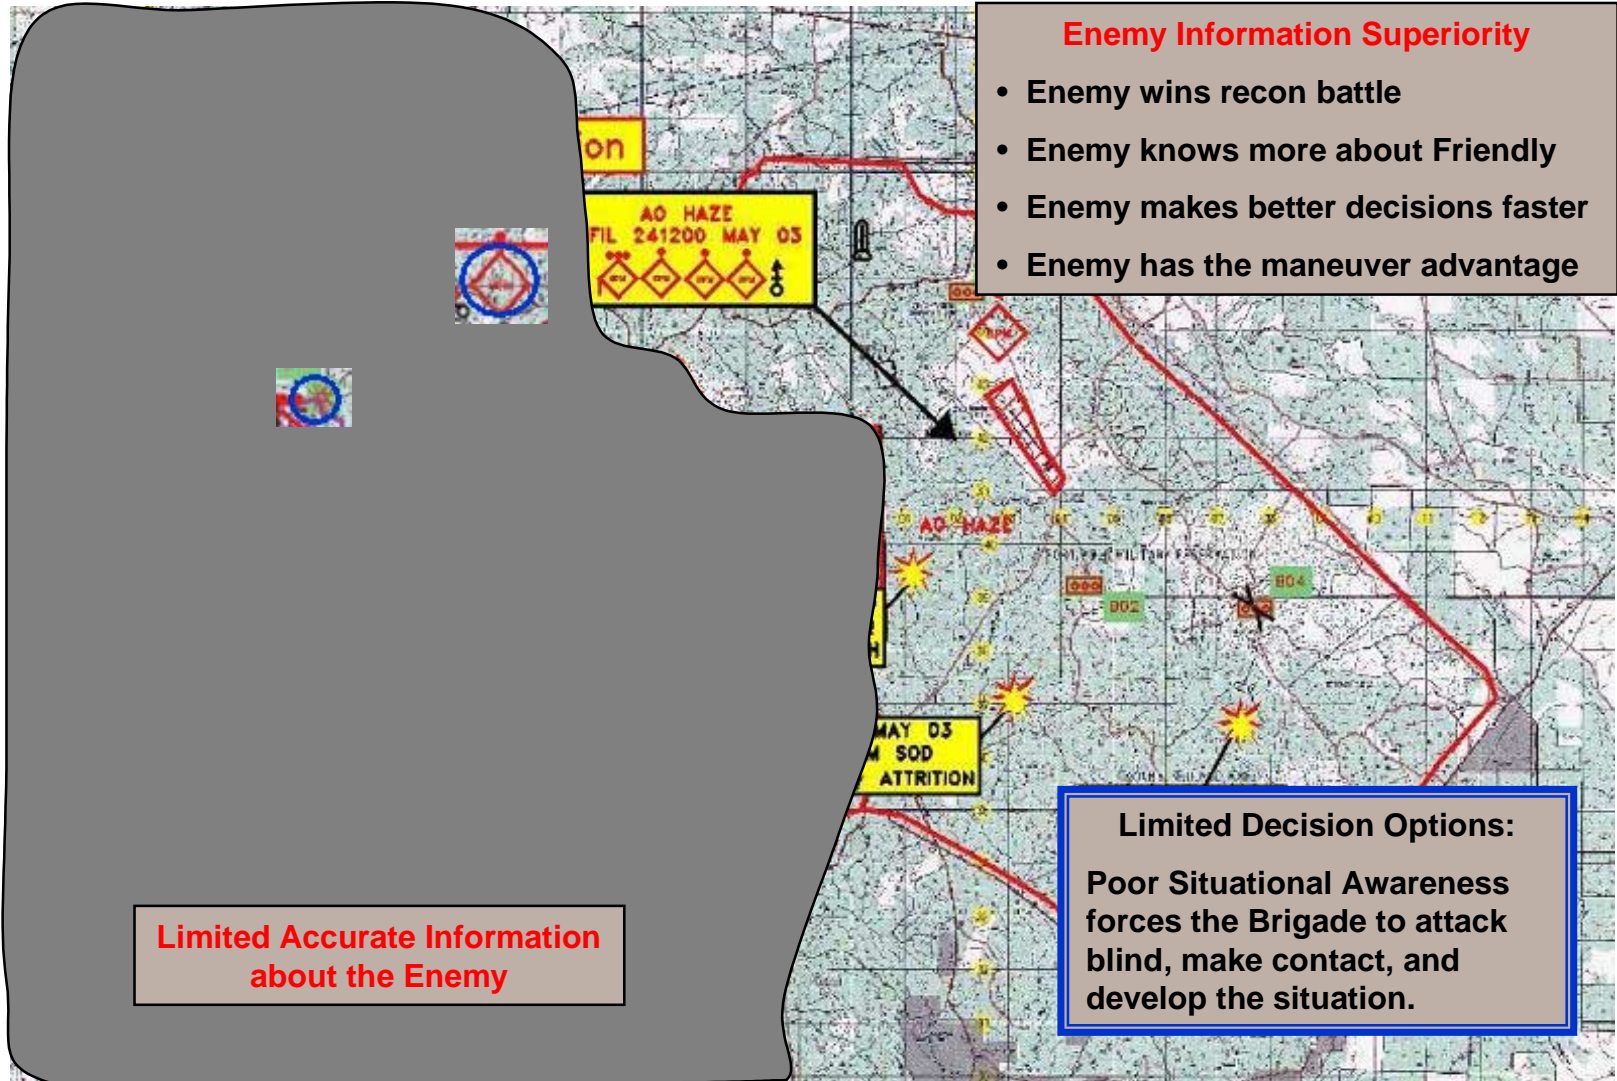 Enemy Information Superiority
• Enemy wins recon battle
• Enemy knows more about Friendly
• Enemy makes better decisions faster
• Enemy has the maneuver advantage
on
AO HAZE
FIL 241200 MAY 03
AO HAZE
B04
B02
H
MAY 03
M SOD
ATTRITION
Limited Decision Options:
Poor Situational Awareness
forces the Brigade to attack
blind, make contact, and
develop the situation.
Limited Accurate Information
about the Enemy